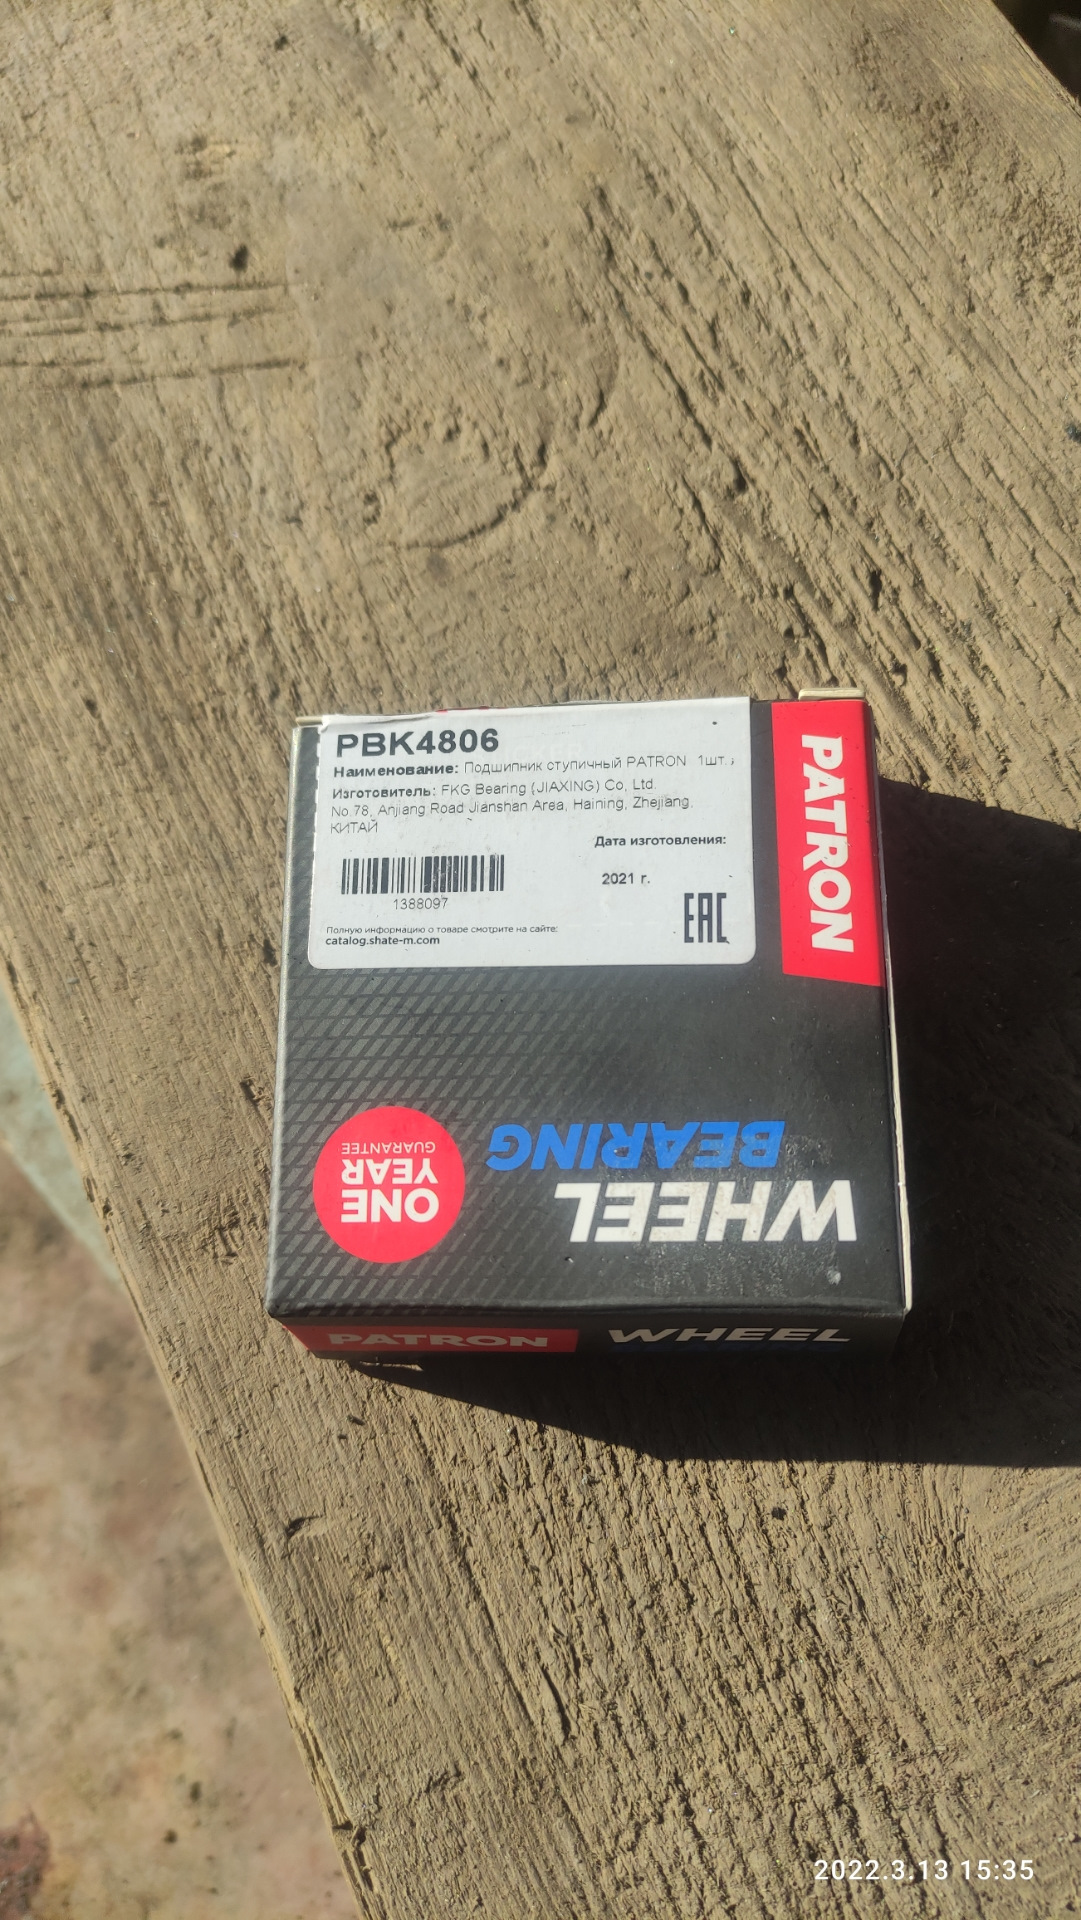 PBK4806
Наименование: Подшипник ступичный PATRON 1шт.;
Изготовитель: FKG Bearing (JIAXING) Co, Ltd.
No.78, Anjiang Road Jianshan Area, Haining, Zhejiang,
КИТАЙ
Дата изготовления:
2021 г.
1388097
EAC
Полную информацию о товаре смотрите на сайте:
catalog.shate-m.com
PATRON
WHEEL
BEARING
ONE
YEAR
GUARANTEE
PATRON WHEEL
2022.3.13 15:35